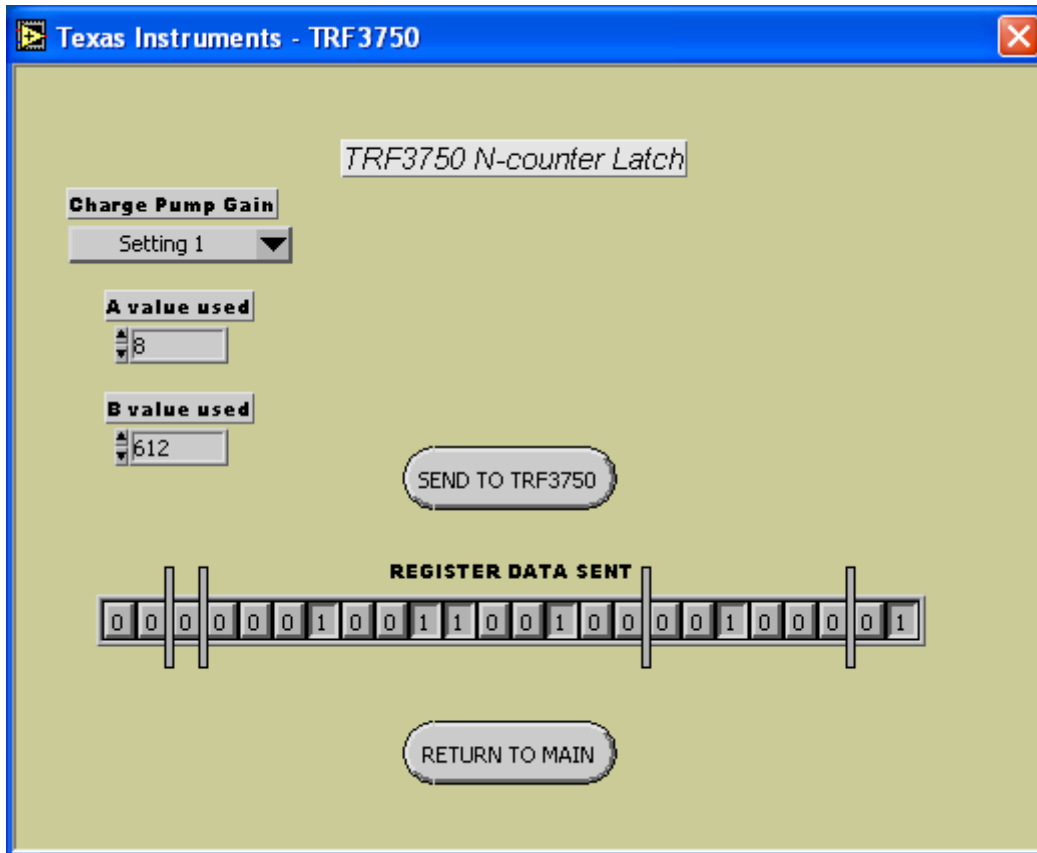 Texas Instruments - TRF3750
TRF3750 N-counter Latch
Charge Pump Gain
Setting 1
A value used
8
B value used
612
SEND TO TRF3750
REGISTER DATA SENT
0 0 0 0 0 0 1 0 0 1 1 0 0 1 0 0 0 0 1 0 0 0 0 1
RETURN TO MAIN